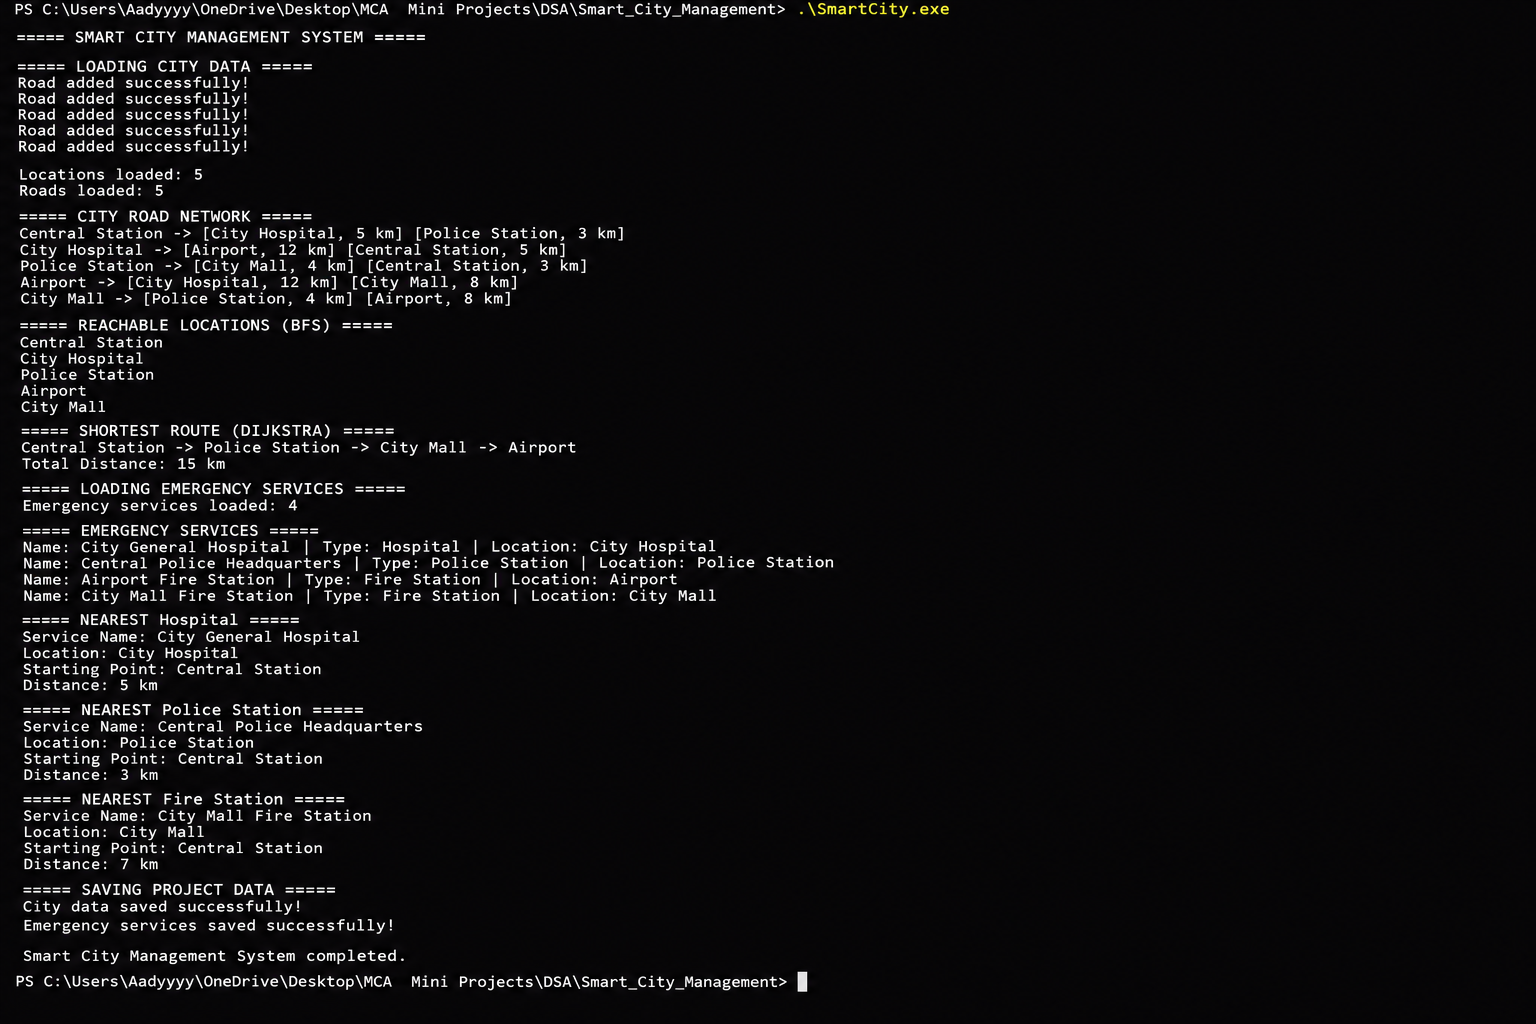 PS C:\Users\Aadyyyy\OneDrive\Desktop\MCA  Mini Projects\DSA\Smart_City_Management> .\SmartCity.exe
===== SMART CITY MANAGEMENT SYSTEM =====
===== LOADING CITY DATA =====
Road added successfully!
Road added successfully!
Road added successfully!
Road added successfully!
Road added successfully!
Locations loaded: 5
Roads loaded: 5
===== CITY ROAD NETWORK =====
Central Station -> [City Hospital, 5 km] [Police Station, 3 km]
City Hospital -> [Airport, 12 km] [Central Station, 5 km]
Police Station -> [City Mall, 4 km] [Central Station, 3 km]
Airport -> [City Hospital, 12 km] [City Mall, 8 km]
City Mall -> [Police Station, 4 km] [Airport, 8 km]
===== REACHABLE LOCATIONS (BFS) =====
Central Station
City Hospital
Police Station
Airport
City Mall
===== SHORTEST ROUTE (DIJKSTRA) =====
Central Station -> Police Station -> City Mall -> Airport
Total Distance: 15 km
===== LOADING EMERGENCY SERVICES =====
Emergency services loaded: 4
===== EMERGENCY SERVICES =====
Name: City General Hospital | Type: Hospital | Location: City Hospital
Name: Central Police Headquarters | Type: Police Station | Location: Police Station
Name: Airport Fire Station | Type: Fire Station | Location: Airport
Name: City Mall Fire Station | Type: Fire Station | Location: City Mall
===== NEAREST Hospital =====
Service Name: City General Hospital
Location: City Hospital
Starting Point: Central Station
Distance: 5 km
===== NEAREST Police Station =====
Service Name: Central Police Headquarters
Location: Police Station
Starting Point: Central Station
Distance: 3 km
===== NEAREST Fire Station =====
Service Name: City Mall Fire Station
Location: City Mall
Starting Point: Central Station
Distance: 7 km
===== SAVING PROJECT DATA =====
City data saved successfully!
Emergency services saved successfully!
Smart City Management System completed.
PS C:\Users\Aadyyyy\OneDrive\Desktop\MCA  Mini Projects\DSA\Smart_City_Management>